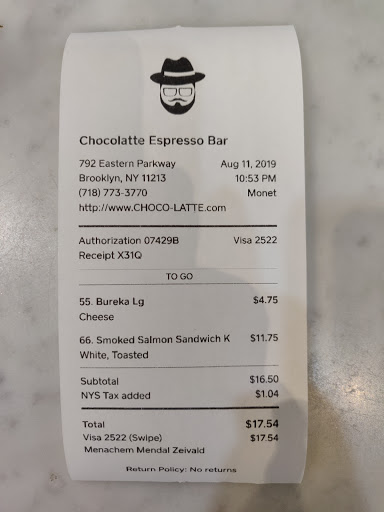 Chocolatte Espresso Bar
792 Eastern Parkway Aug 11, 2019
Brooklyn, NY 11213 10:53 PM
(718) 773-3770 Monet
http://www.CHOCO-LATTE.com
Authorization 07429B Visa 2522
Receipt X31Q
TO GO
55. Bureka Lg $4.75
Cheese
66. Smoked Salmon Sandwich K $11.75
White, Toasted
Subtotal $16.50
NYS Tax added $1.04
Total $17.54
Visa 2522 (Swipe) $17.54
Menachem Mendal Zeivald
Return Policy: No returns